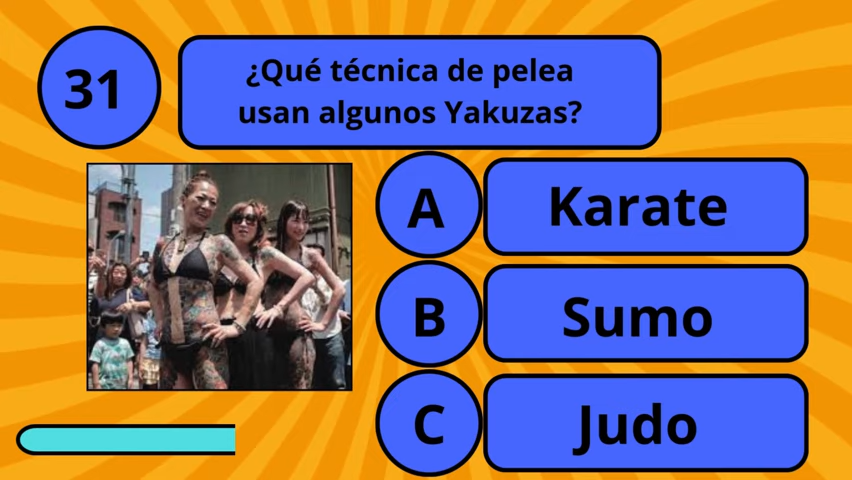 31
¿Qué técnica de pelea
usan algunos Yakuzas?
A
Karate
B
Sumo
C
Judo